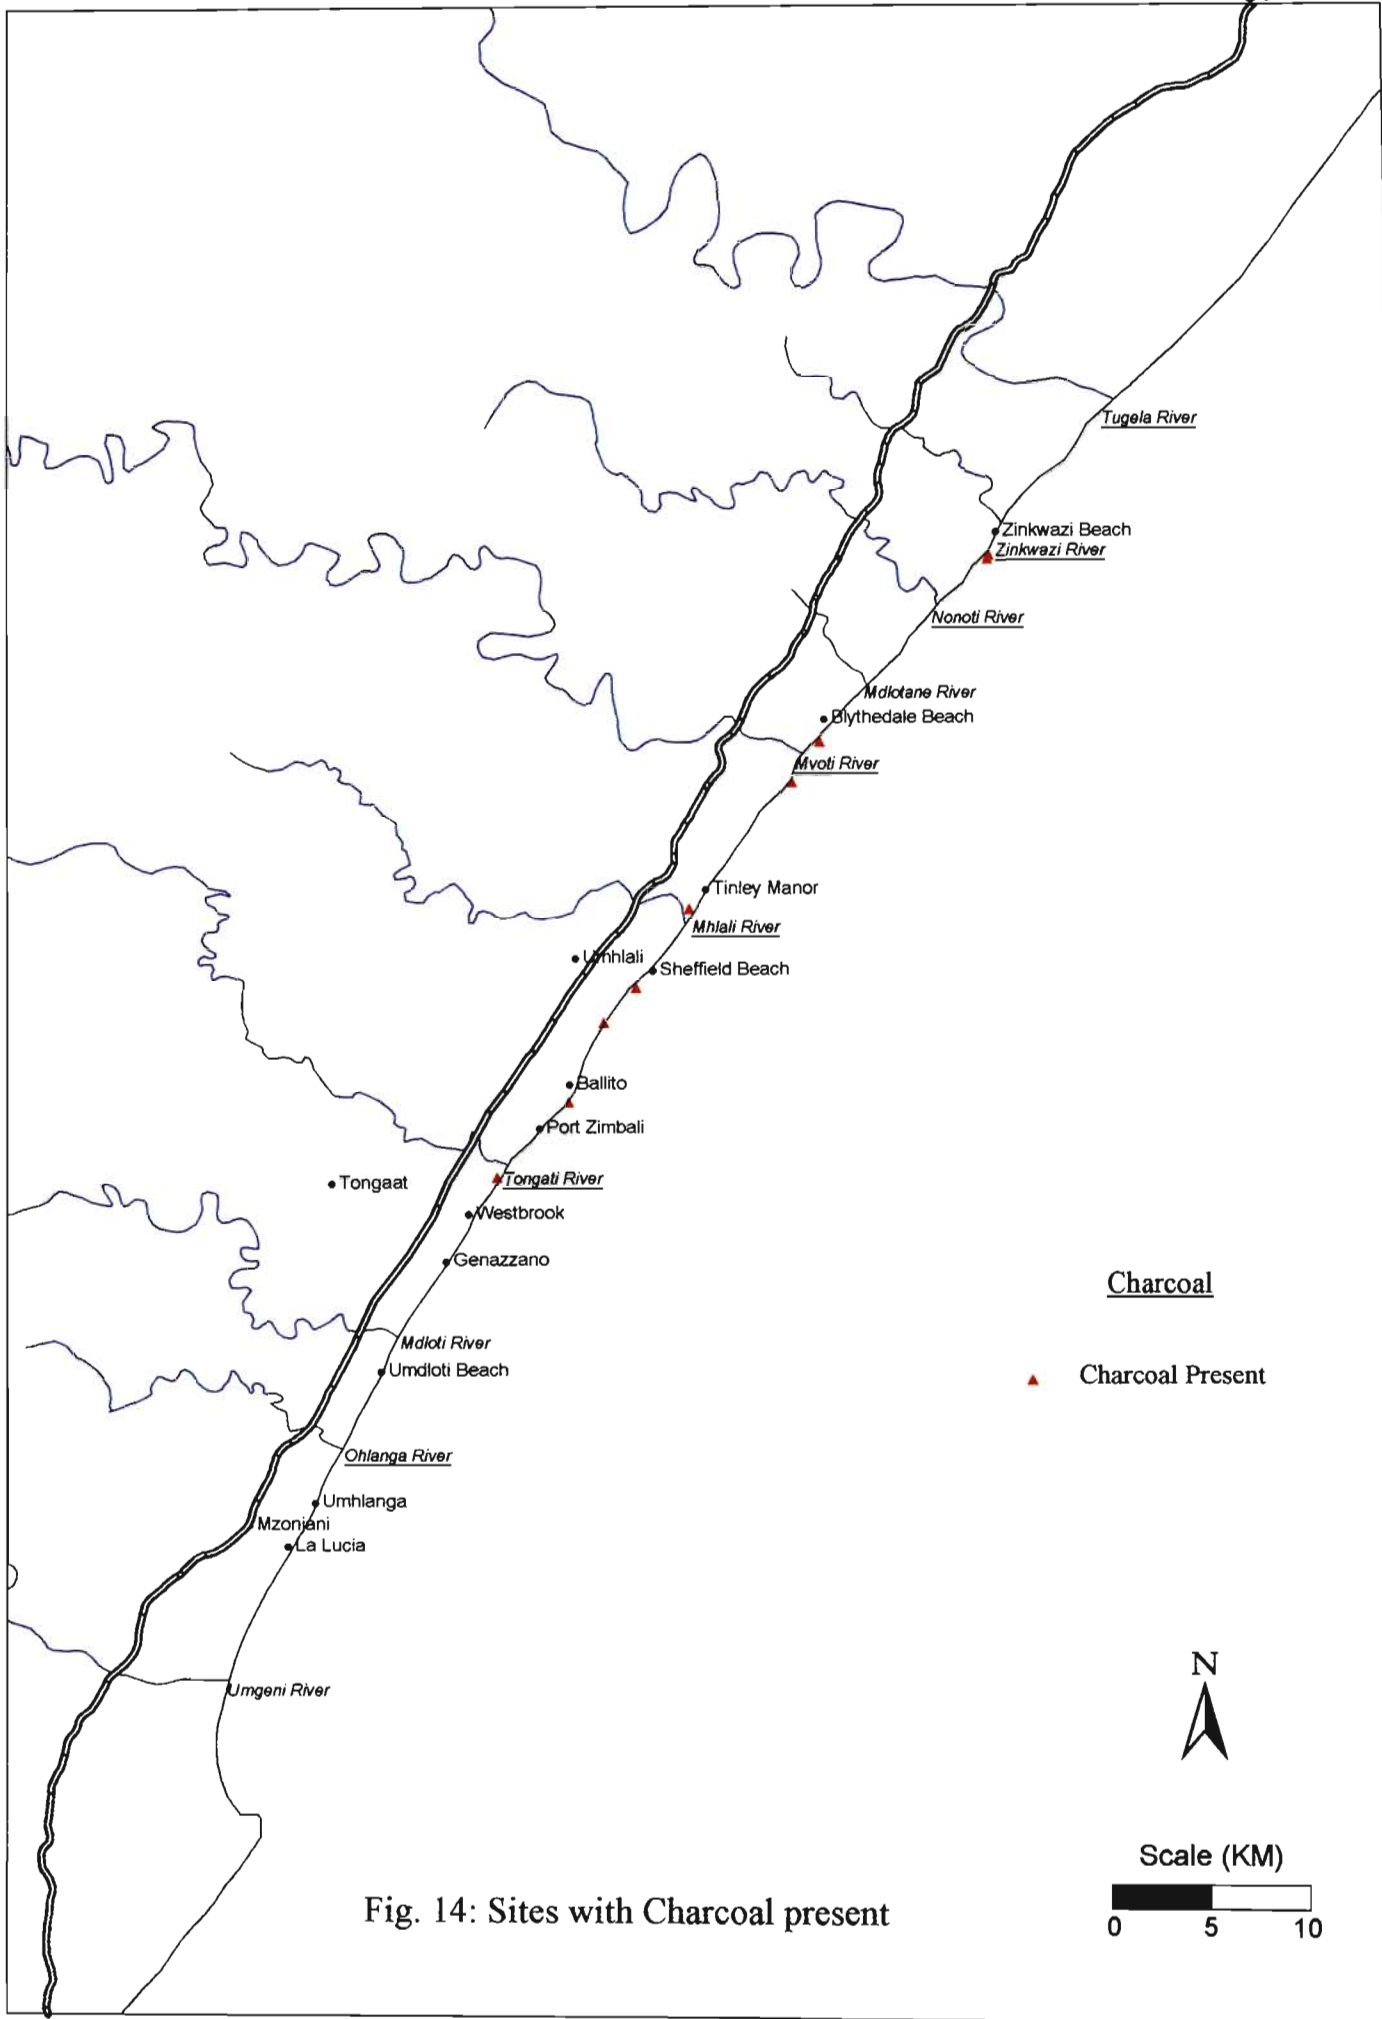 Tugela River
Zinkwazi Beach
Zinkwazi River
Nonoti River
Mdlotane River
Blythedale Beach
Mvoti River
Tinley Manor
Mhlali River
Umhlali
Sheffield Beach
Ballito
Port Zimbali
Tongati River
Tongaat
Westbrook
Genazzano
Charcoal
Mdloti River
Umdloti Beach
Charcoal Present
Ohlanga River
Umhlanga
Mzonjani
La Lucia
N
Umgeni River
Scale (KM)
0 5 10
Fig. 14: Sites with Charcoal present